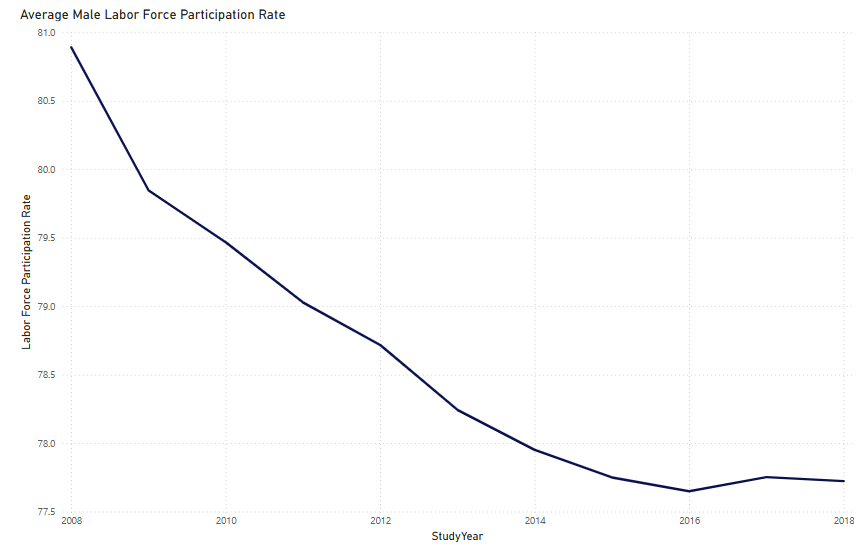 Average Male Labor Force Participation Rate
81.0
80.5
80.0
79.5
79.0
78.5
78.0
77.5
Labor Force Participation Rate
2008 2010 2012 2014 2016 2018
StudyYear